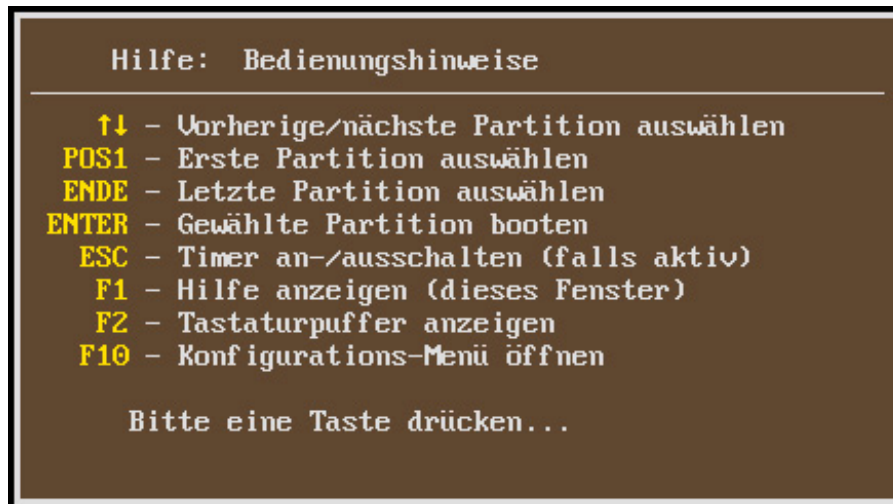 Hilfe: Bedienungshinweise
↑↓ - Vorherige/nächste Partition auswählen
POS1 - Erste Partition auswählen
ENDE - Letzte Partition auswählen
ENTER - Gewählte Partition booten
ESC - Timer an-/ausschalten (falls aktiv)
F1 - Hilfe anzeigen (dieses Fenster)
F2 - Tastaturpuffer anzeigen
F10 - Konfigurations-Menü öffnen
Bitte eine Taste drücken...